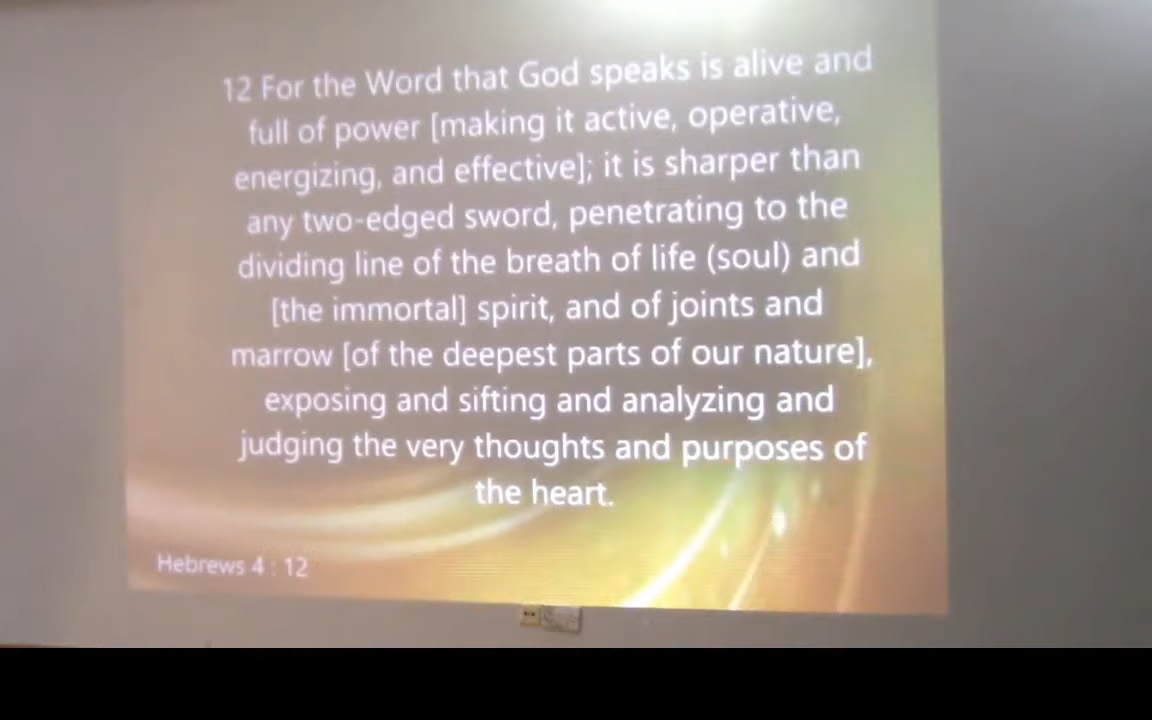 12 For the Word that God speaks is alive and
full of power [making it active, operative,
energizing, and effective]; it is sharper than
any two-edged sword, penetrating to the
dividing line of the breath of life (soul) and
[the immortal] spirit, and of joints and
marrow [of the deepest parts of our nature],
exposing and sifting and analyzing and
judging the very thoughts and purposes of
the heart.
Hebrews 4 : 12